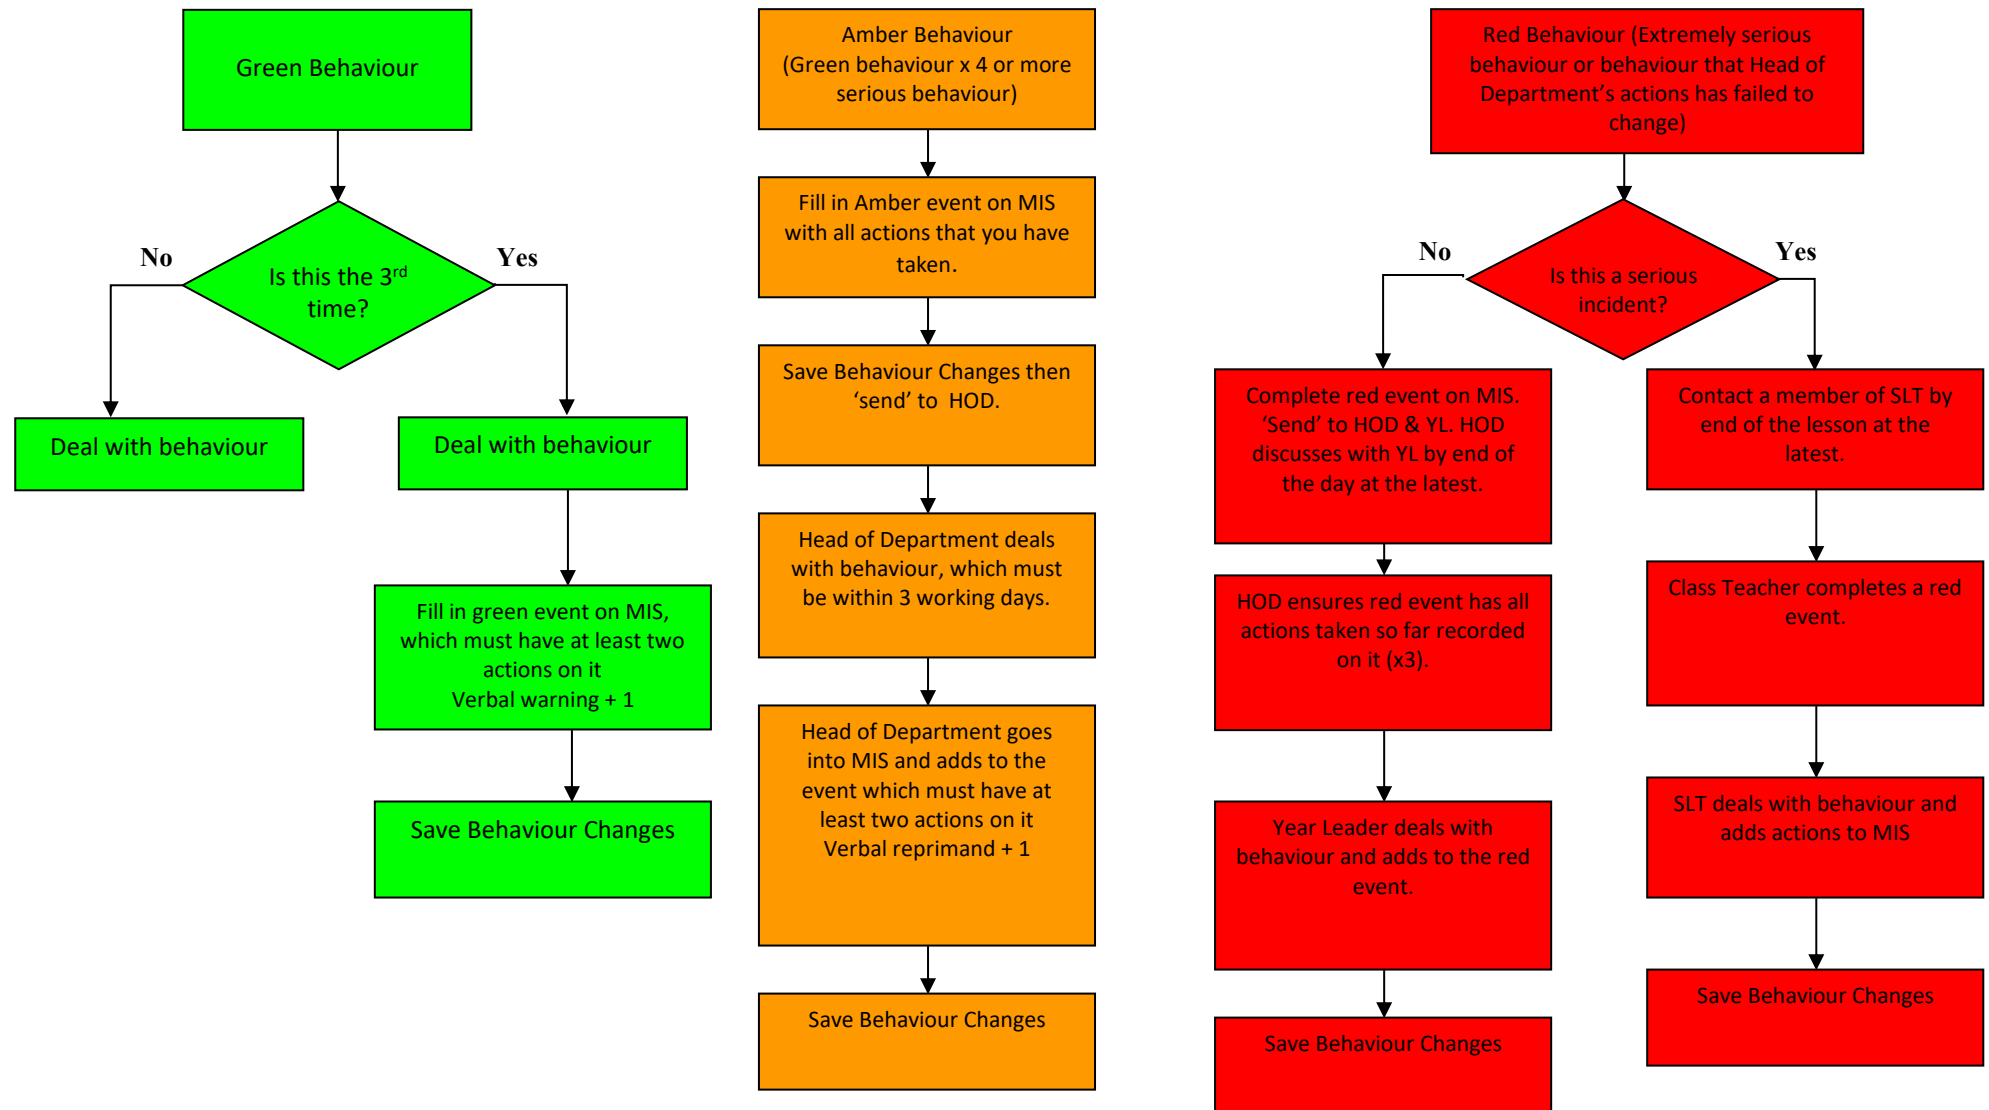 Green Behaviour
No
Yes
Is this the 3rd
time?
Deal with behaviour
Deal with behaviour
Fill in green event on MIS,
which must have at least two
actions on it
Verbal warning + 1
Save Behaviour Changes
Amber Behaviour
(Green behaviour x 4 or more
serious behaviour)
Fill in Amber event on MIS
with all actions that you have
taken.
Save Behaviour Changes then
‘send’ to  HOD.
Head of Department deals
with behaviour, which must
be within 3 working days.
Head of Department goes
into MIS and adds to the
event which must have at
least two actions on it
Verbal reprimand + 1
Save Behaviour Changes
Red Behaviour (Extremely serious
behaviour or behaviour that Head of
Department’s actions has failed to
change)
No
Yes
Is this a serious
incident?
Complete red event on MIS.
‘Send’ to HOD & YL. HOD
discusses with YL by end of
the day at the latest.
HOD ensures red event has all
actions taken so far recorded
on it (x3).
Year Leader deals with
behaviour and adds to the red
event.
Save Behaviour Changes
Contact a member of SLT by
end of the lesson at the
latest.
Class Teacher completes a red
event.
SLT deals with behaviour and
adds actions to MIS
Save Behaviour Changes